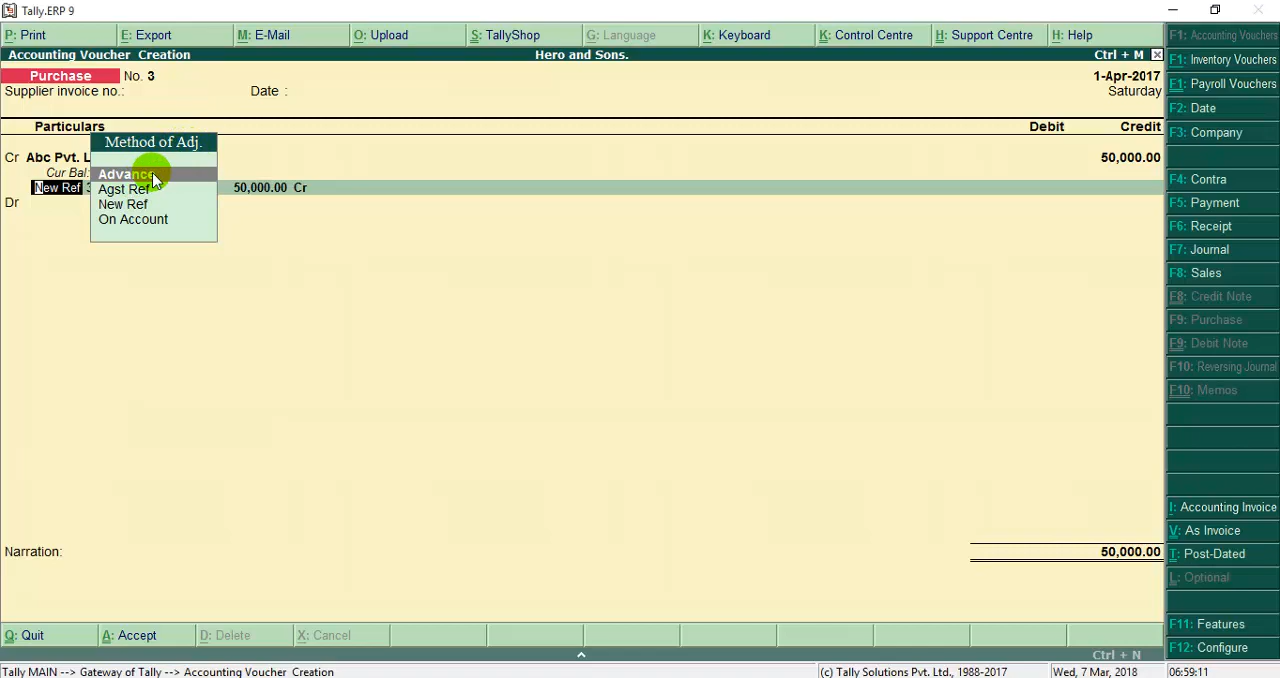 Tally.ERP 9
P: Print E: Export M: E-Mail O: Upload S: TallyShop G: Language K: Keyboard K: Control Centre H: Support Centre H: Help
Accounting Voucher Creation Hero and Sons. Ctrl + M
Purchase No. 3 1-Apr-2017
Supplier invoice no.: Date : Saturday
Particulars Debit Credit
Method of Adj.
Cr Abc Pvt. L 50,000.00
Cur Bal: Advance
New Ref 3 Agst Ref 50,000.00 Cr
Dr New Ref
On Account
Narration: 50,000.00
Q: Quit A: Accept D: Delete X: Cancel
Ctrl + N
Tally MAIN --> Gateway of Tally --> Accounting Voucher Creation (c) Tally Solutions Pvt. Ltd., 1988-2017 Wed, 7 Mar, 2018 06:59:11
F1: Accounting Vouchers
F1: Inventory Vouchers
F1: Payroll Vouchers
F2: Date
F3: Company
F4: Contra
F5: Payment
F6: Receipt
F7: Journal
F8: Sales
F8: Credit Note
F9: Purchase
F9: Debit Note
F10: Reversing Journal
F10: Memos
I: Accounting Invoice
V: As Invoice
T: Post-Dated
L: Optional
F11: Features
F12: Configure